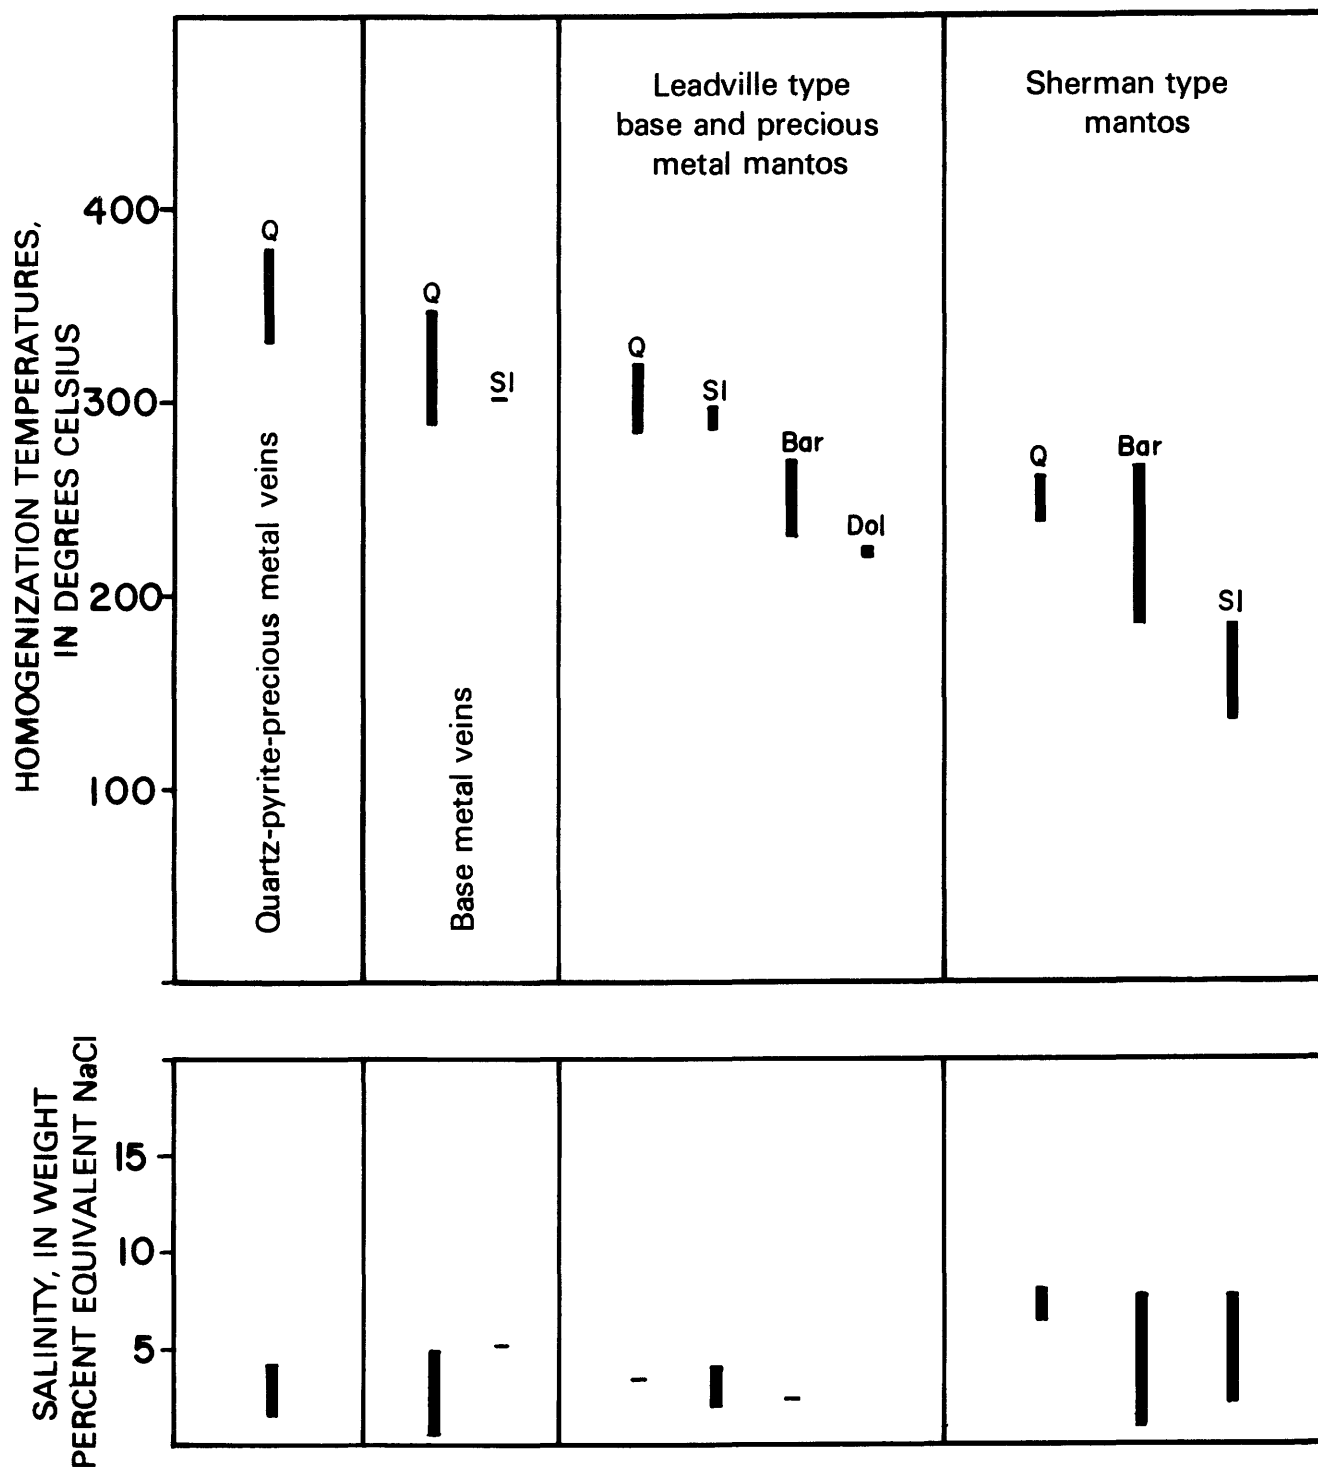 HOMOGENIZATION TEMPERATURES,
IN DEGREES CELSIUS
400
300
200
100
Q
Quartz-pyrite-precious metal veins
Q
Sl
Base metal veins
Leadville type
base and precious
metal mantos
Q
Sl
Bar
Dol
Sherman type
mantos
Q
Bar
Sl
SALINITY, IN WEIGHT
PERCENT EQUIVALENT NaCl
15
10
5